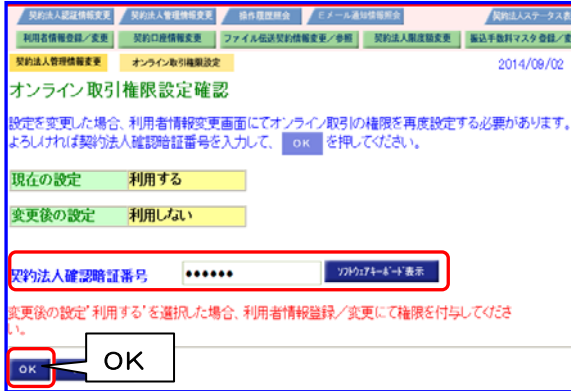 契約法人認証情報変更 契約法人管理情報変更 操作履歴照会 Eメール通知情報照会 契約法人ステータス表
利用者情報登録／変更 契約口座情報変更 ファイル伝送契約情報変更／参照 契約法人限度額変更 振込手数料マスタ登録／変
契約法人管理情報変更 オンライン取引権限設定 2014/09/02
オンライン取引権限設定確認
設定を変更した場合、利用者情報変更画面にてオンライン取引の権限を再度設定する必要があります。
よろしければ契約法人確認暗証番号を入力して、 OK を押してください。
現在の設定 利用する
変更後の設定 利用しない
契約法人確認暗証番号 •••••• ソフトウェアキーボード表示
変更後の設定'利用する'を選択した場合、利用者情報登録／変更にて権限を付与してくださ
い。
OK OK